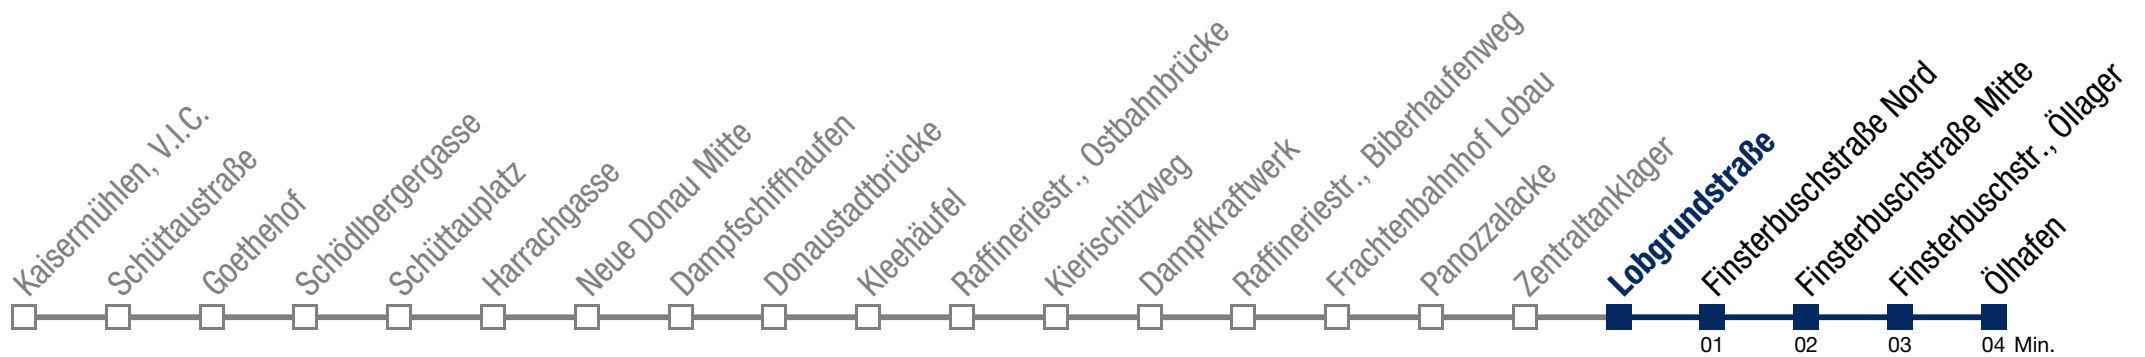 Kaisermühlen, V.I.C.
Schüttaustraße
Goethehof
Schödlbergergasse
Schüttauplatz
Harrachgasse
Neue Donau Mitte
Dampfschiffhaufen
Donaustadtbrücke
Kleehäufel
Raffineriestr., Ostbahnbrücke
Kierischitzweg
Dampfkraftwerk
Raffineriestr., Biberhaufenweg
Frachtenbahnhof Lobau
Panozzalacke
Zentraltanklager
Lobgrundstraße
Finsterbuschstraße Nord
Finsterbuschstraße Mitte
Finsterbuschstr., Öllager
Ölhafen
01 02 03 04 Min.